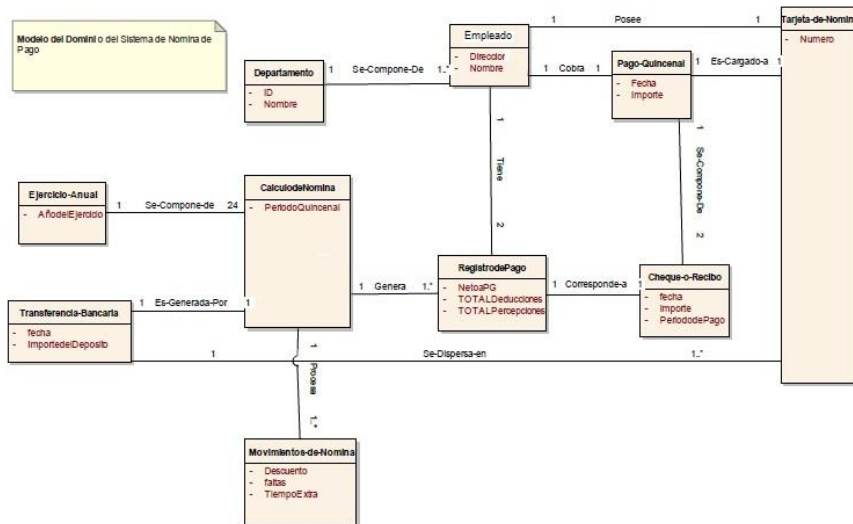 Modelo del Domini o del Sistema de Nomina de
Pago
Departamento
- ID
- Nombre
1 Se-Compone-De 1..*
Empleado
- Direccior
- Nombre
1 Posee 1
Tarjeta-de-Nomin
- Numero
1 Cobra 1
Pago-Quincenal
- Fecha
- Importe
1 Es-Cargado-a 1
1 Tiene 2
1 Se-Compone-De 2
Ejercicio-Anual
- AñodelEjercicio
1 Se-Compone-de 24
CalculodeNomina
- PeriodoQuincenal
1 Genera 1..*
RegistrodePago
- NetoaPG
- TOTALDeducciones
- TOTALPercepciones
1 Corresponde-a 1
Cheque-o-Recibo
- fecha
- Importe
- PeriododePago
Transferencia-Bancaria
- fecha
- ImportedelDeposito
1 Es-Generada-Por 1
1 Se-Dispersa-en 1..*
1 Procesa 1..*
Movimientos-de-Nomina
- Descuento
- faltas
- TiempoExtra